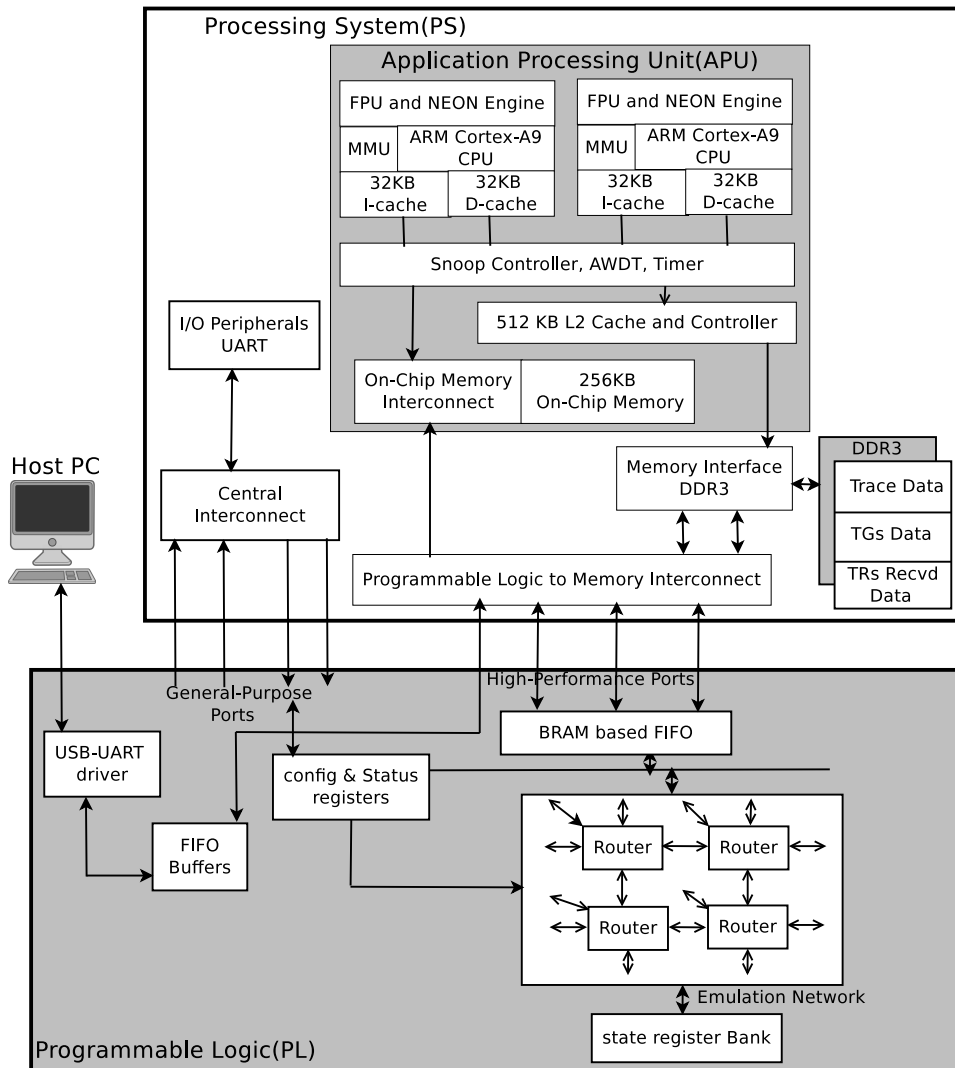 Processing System(PS)
Application Processing Unit(APU)
FPU and NEON Engine
MMU
ARM Cortex-A9
CPU
32KB
I-cache
32KB
D-cache
FPU and NEON Engine
MMU
ARM Cortex-A9
CPU
32KB
I-cache
32KB
D-cache
Snoop Controller, AWDT, Timer
512 KB L2 Cache and Controller
I/O Peripherals
UART
On-Chip Memory
Interconnect
256KB
On-Chip Memory
Host PC
Central
Interconnect
Memory Interface
DDR3
DDR3
Trace Data
TGs Data
TRs Recvd
Data
Programmable Logic to Memory Interconnect
General-Purpose
Ports
High-Performance Ports
USB-UART
driver
config & Status
registers
BRAM based FIFO
FIFO
Buffers
Router
Router
Router
Router
Emulation Network
state register Bank
Programmable Logic(PL)